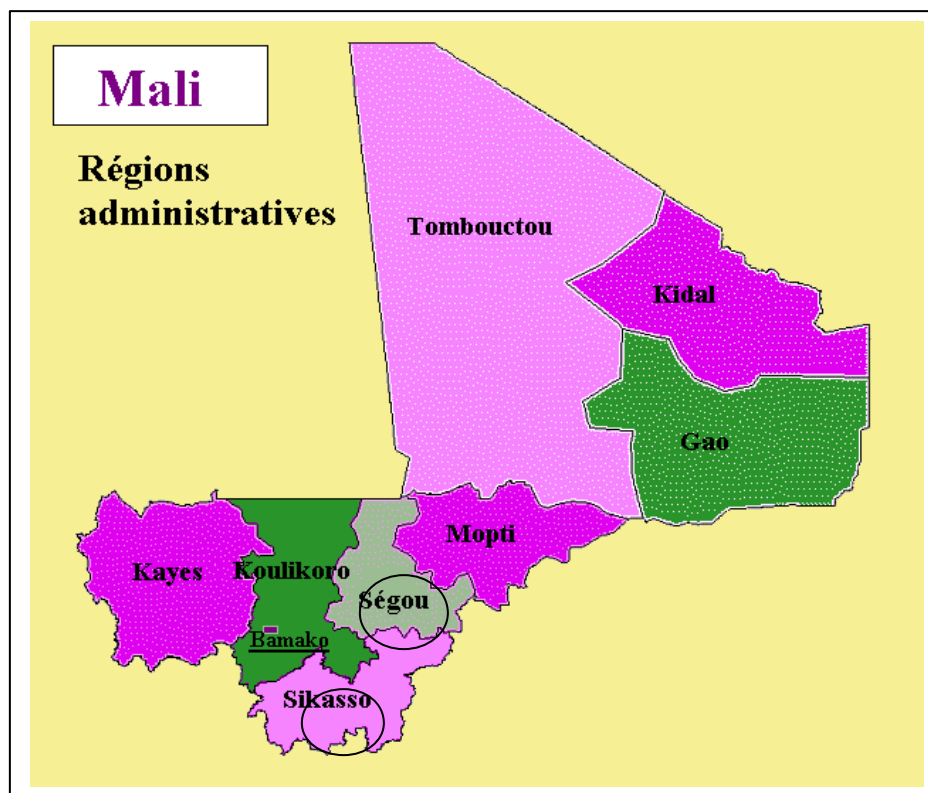 Mali
Régions
administratives
Tombouctou
Kidal
Gao
Mopti
Kayes
Koulikoro
Ségou
Bamako
Sikasso